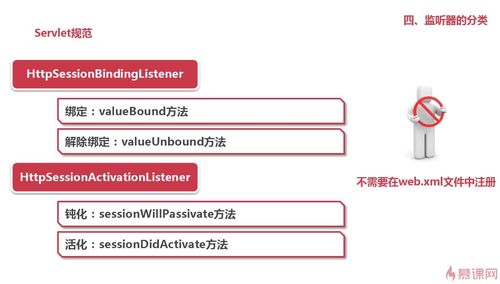 四、监听器的分类
Servlet规范
HttpSessionBindingListener
绑定：valueBound方法
解除绑定：valueUnbound方法
HttpSessionActivationListener
不需要在web.xml文件中注册
钝化：sessionWillPassivate方法
活化：sessionDidActivate方法
慕课网